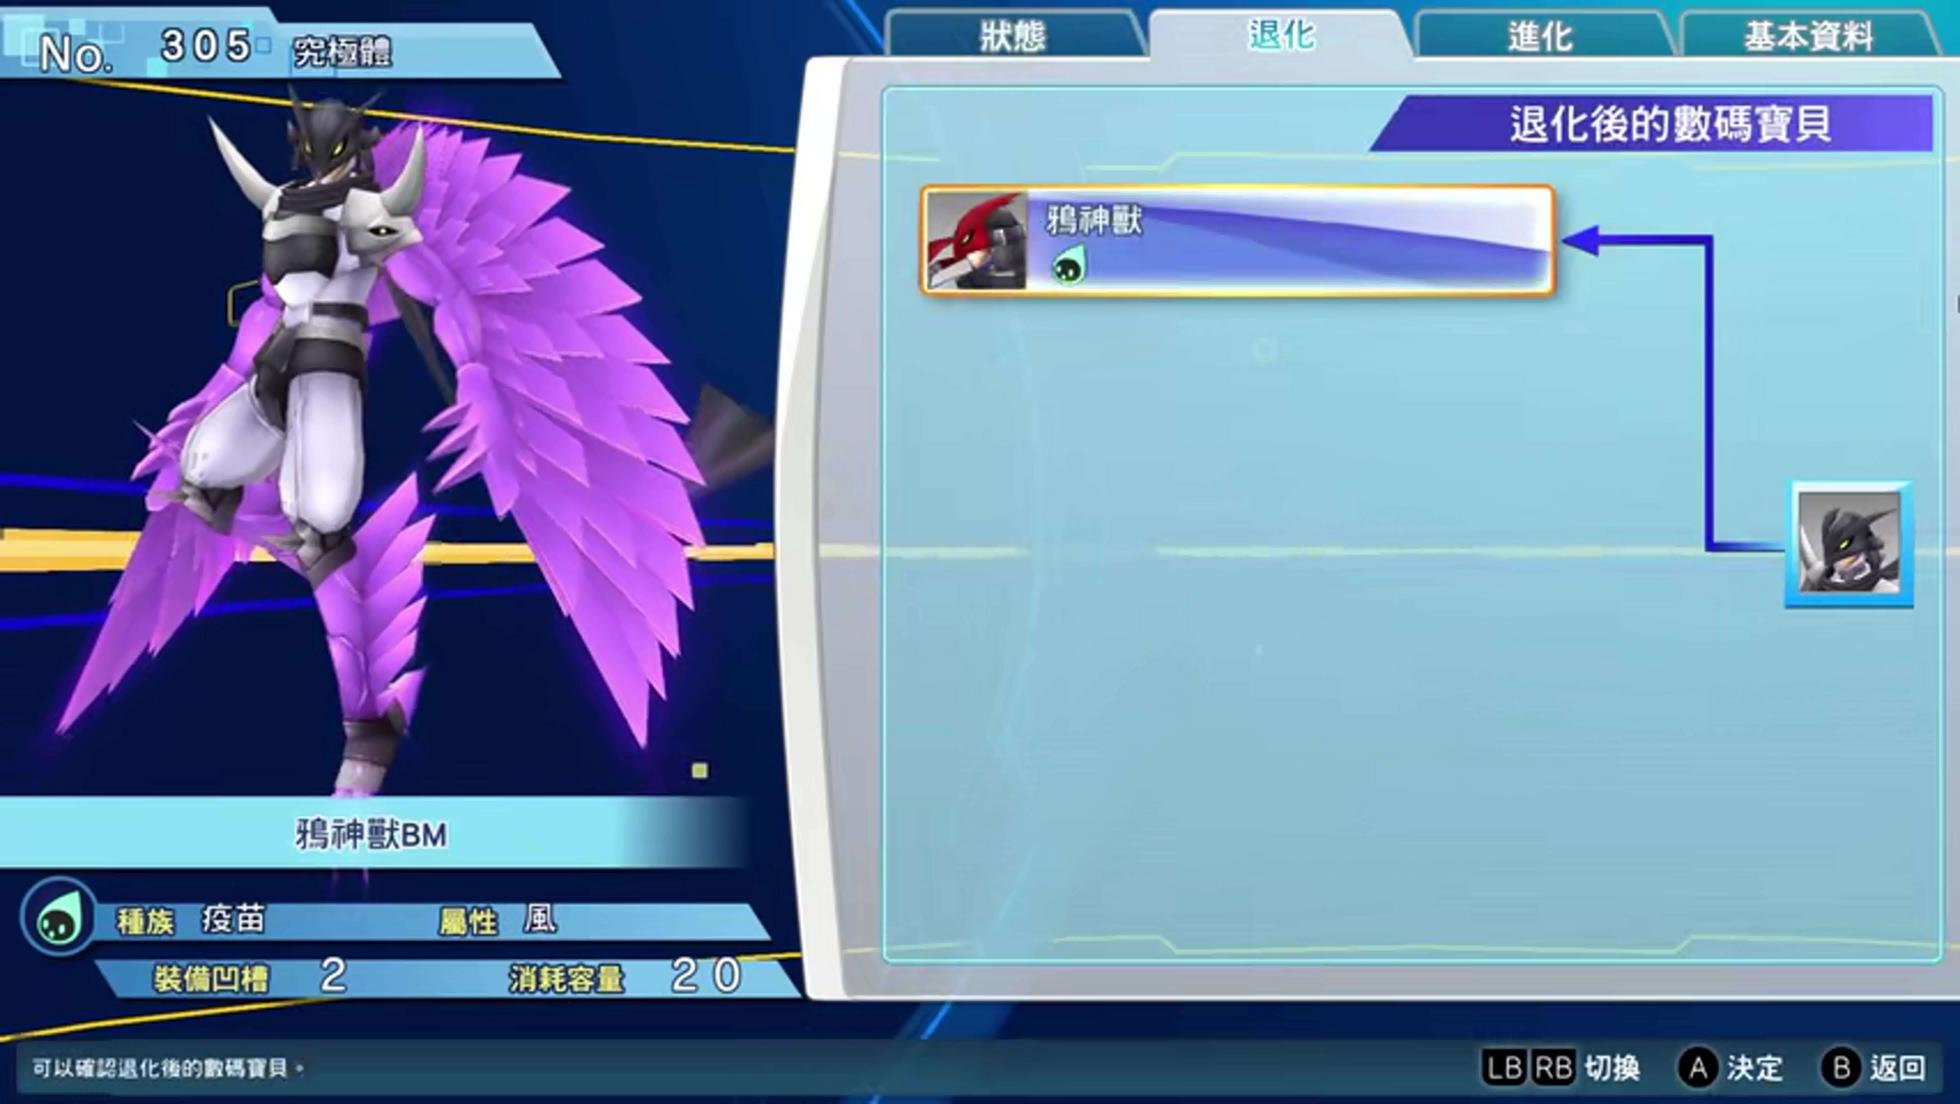 No. 305 究極體
狀態 退化 進化 基本資料
退化後的數碼寶貝
鴉神獸
鴉神獸BM
種族 疫苗 屬性 風
裝備凹槽 2 消耗容量 20
可以確認退化後的數碼寶貝。
LB RB 切換 A 決定 B 返回